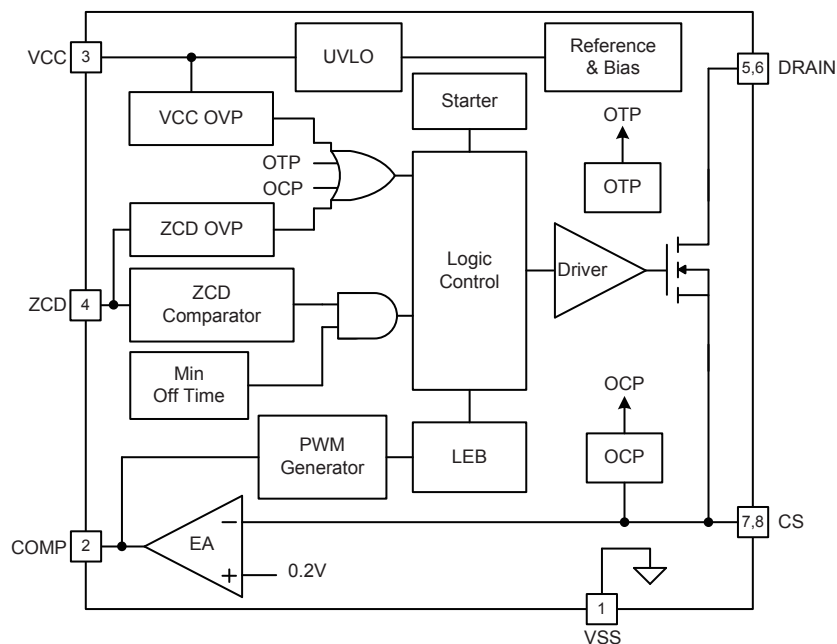 VCC
3
UVLO
Reference
& Bias
5,6
DRAIN
VCC OVP
Starter
OTP
OTP
OTP
OCP
ZCD OVP
Logic
Control
Driver
ZCD
4
ZCD
Comparator
Min
Off Time
OCP
PWM
Generator
LEB
OCP
COMP
2
EA
−
+
0.2V
7,8
CS
1
VSS